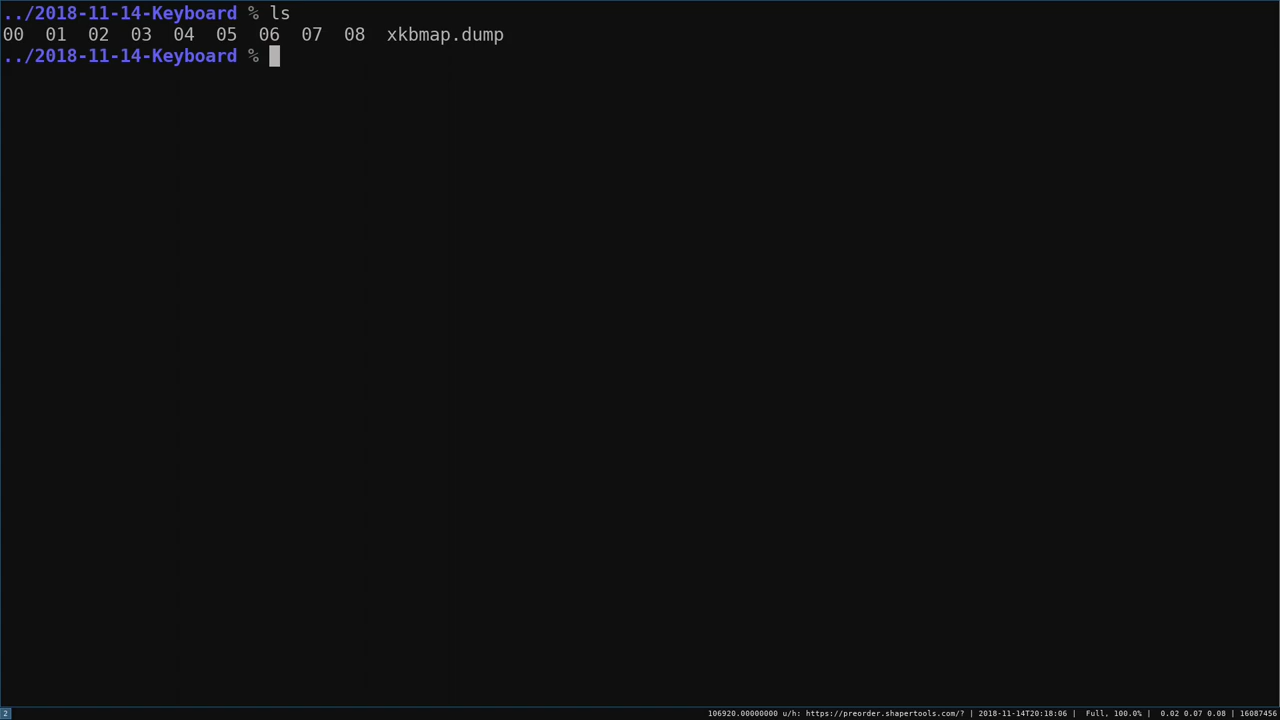 ../2018-11-14-Keyboard % ls
00  01  02  03  04  05  06  07  08  xkbmap.dump
../2018-11-14-Keyboard %
2
106920.00000000 u/h: https://preorder.shapertools.com/? | 2018-11-14T20:18:06 |  Full, 100.0% |  0.02 0.07 0.08 | 16087456